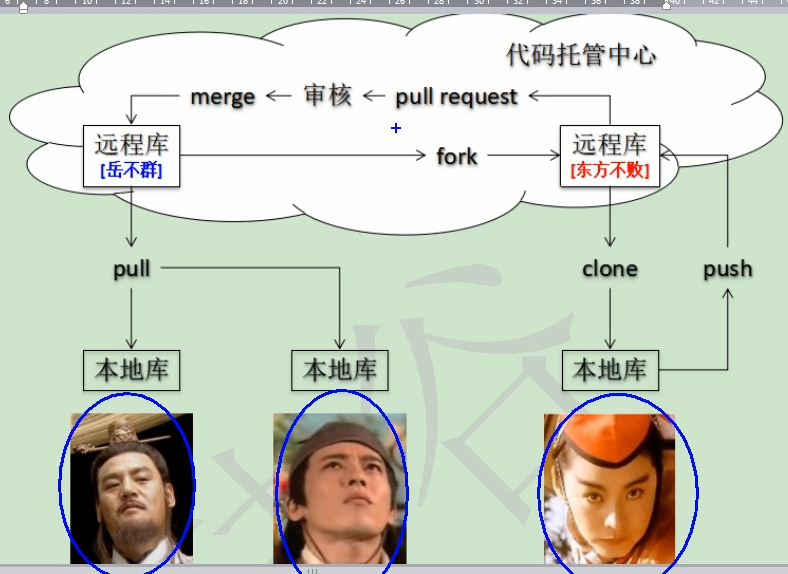 代码托管中心
merge
审核
pull request
远程库
[岳不群]
fork
远程库
[东方不败]
pull
clone
push
本地库
本地库
本地库